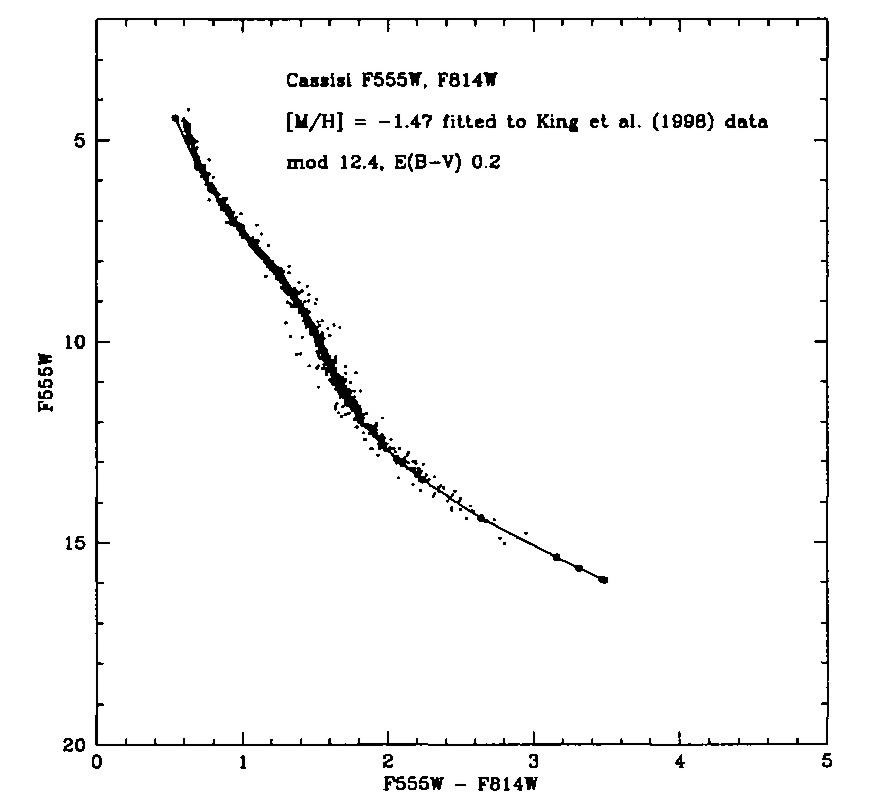 Cassisi F555W, F814W
[M/H] = -1.47 fitted to King et al. (1998) data
mod 12.4, E(B-V) 0.2
5
10
15
20
F555W
0 1 2 3 4 5
F555W - F814W